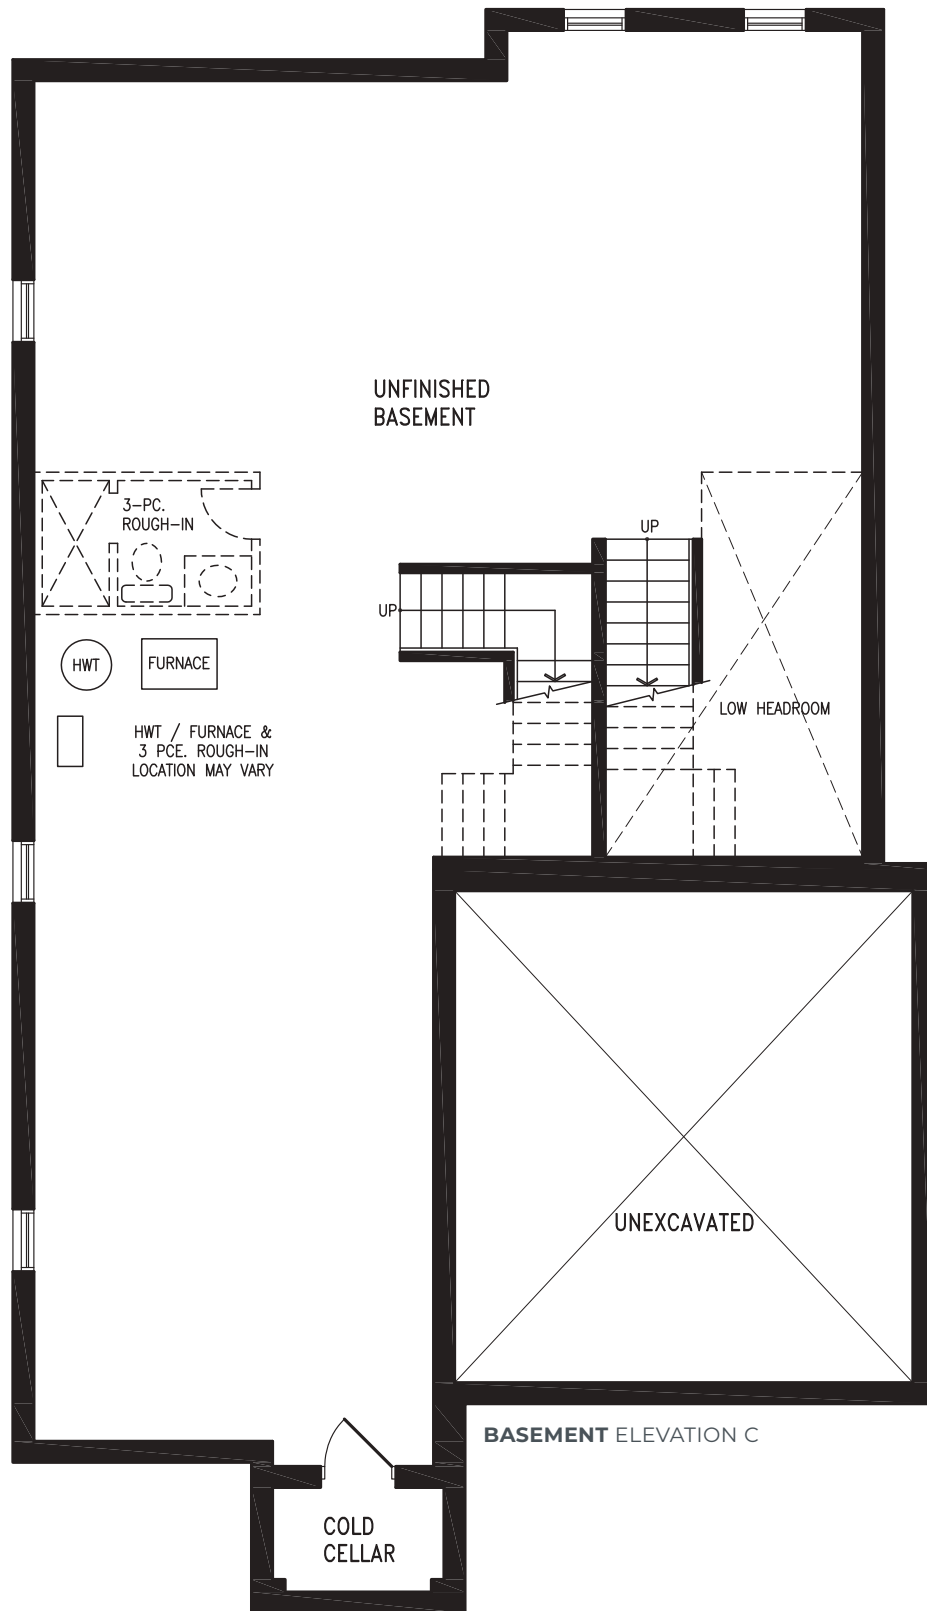 UNFINISHED
BASEMENT
3-PC.
ROUGH-IN
UP
UP
HWT
FURNACE
LOW HEADROOM
HWT / FURNACE &
3 PCE. ROUGH-IN
LOCATION MAY VARY
UNEXCAVATED
BASEMENT ELEVATION C
COLD
CELLAR